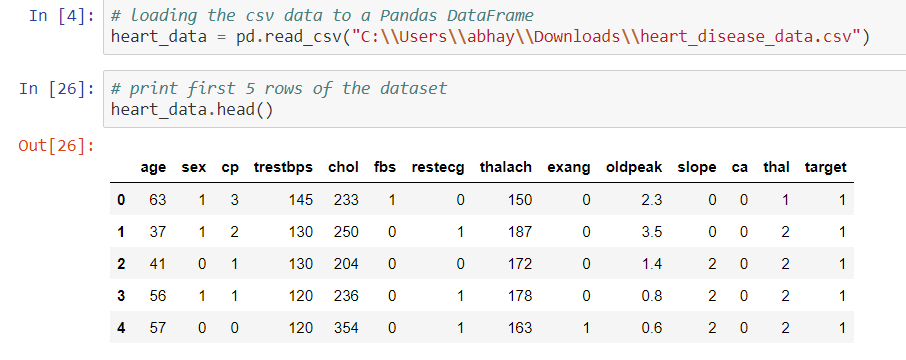 In [4]: # loading the csv data to a Pandas DataFrame
heart_data = pd.read_csv("C:\\Users\\abhay\\Downloads\\heart_disease_data.csv")
In [26]: # print first 5 rows of the dataset
heart_data.head()
Out[26]:
age sex cp trestbps chol fbs restecg thalach exang oldpeak slope ca thal target
0 63 1 3 145 233 1 0 150 0 2.3 0 0 1 1
1 37 1 2 130 250 0 1 187 0 3.5 0 0 2 1
2 41 0 1 130 204 0 0 172 0 1.4 2 0 2 1
3 56 1 1 120 236 0 1 178 0 0.8 2 0 2 1
4 57 0 0 120 354 0 1 163 1 0.6 2 0 2 1